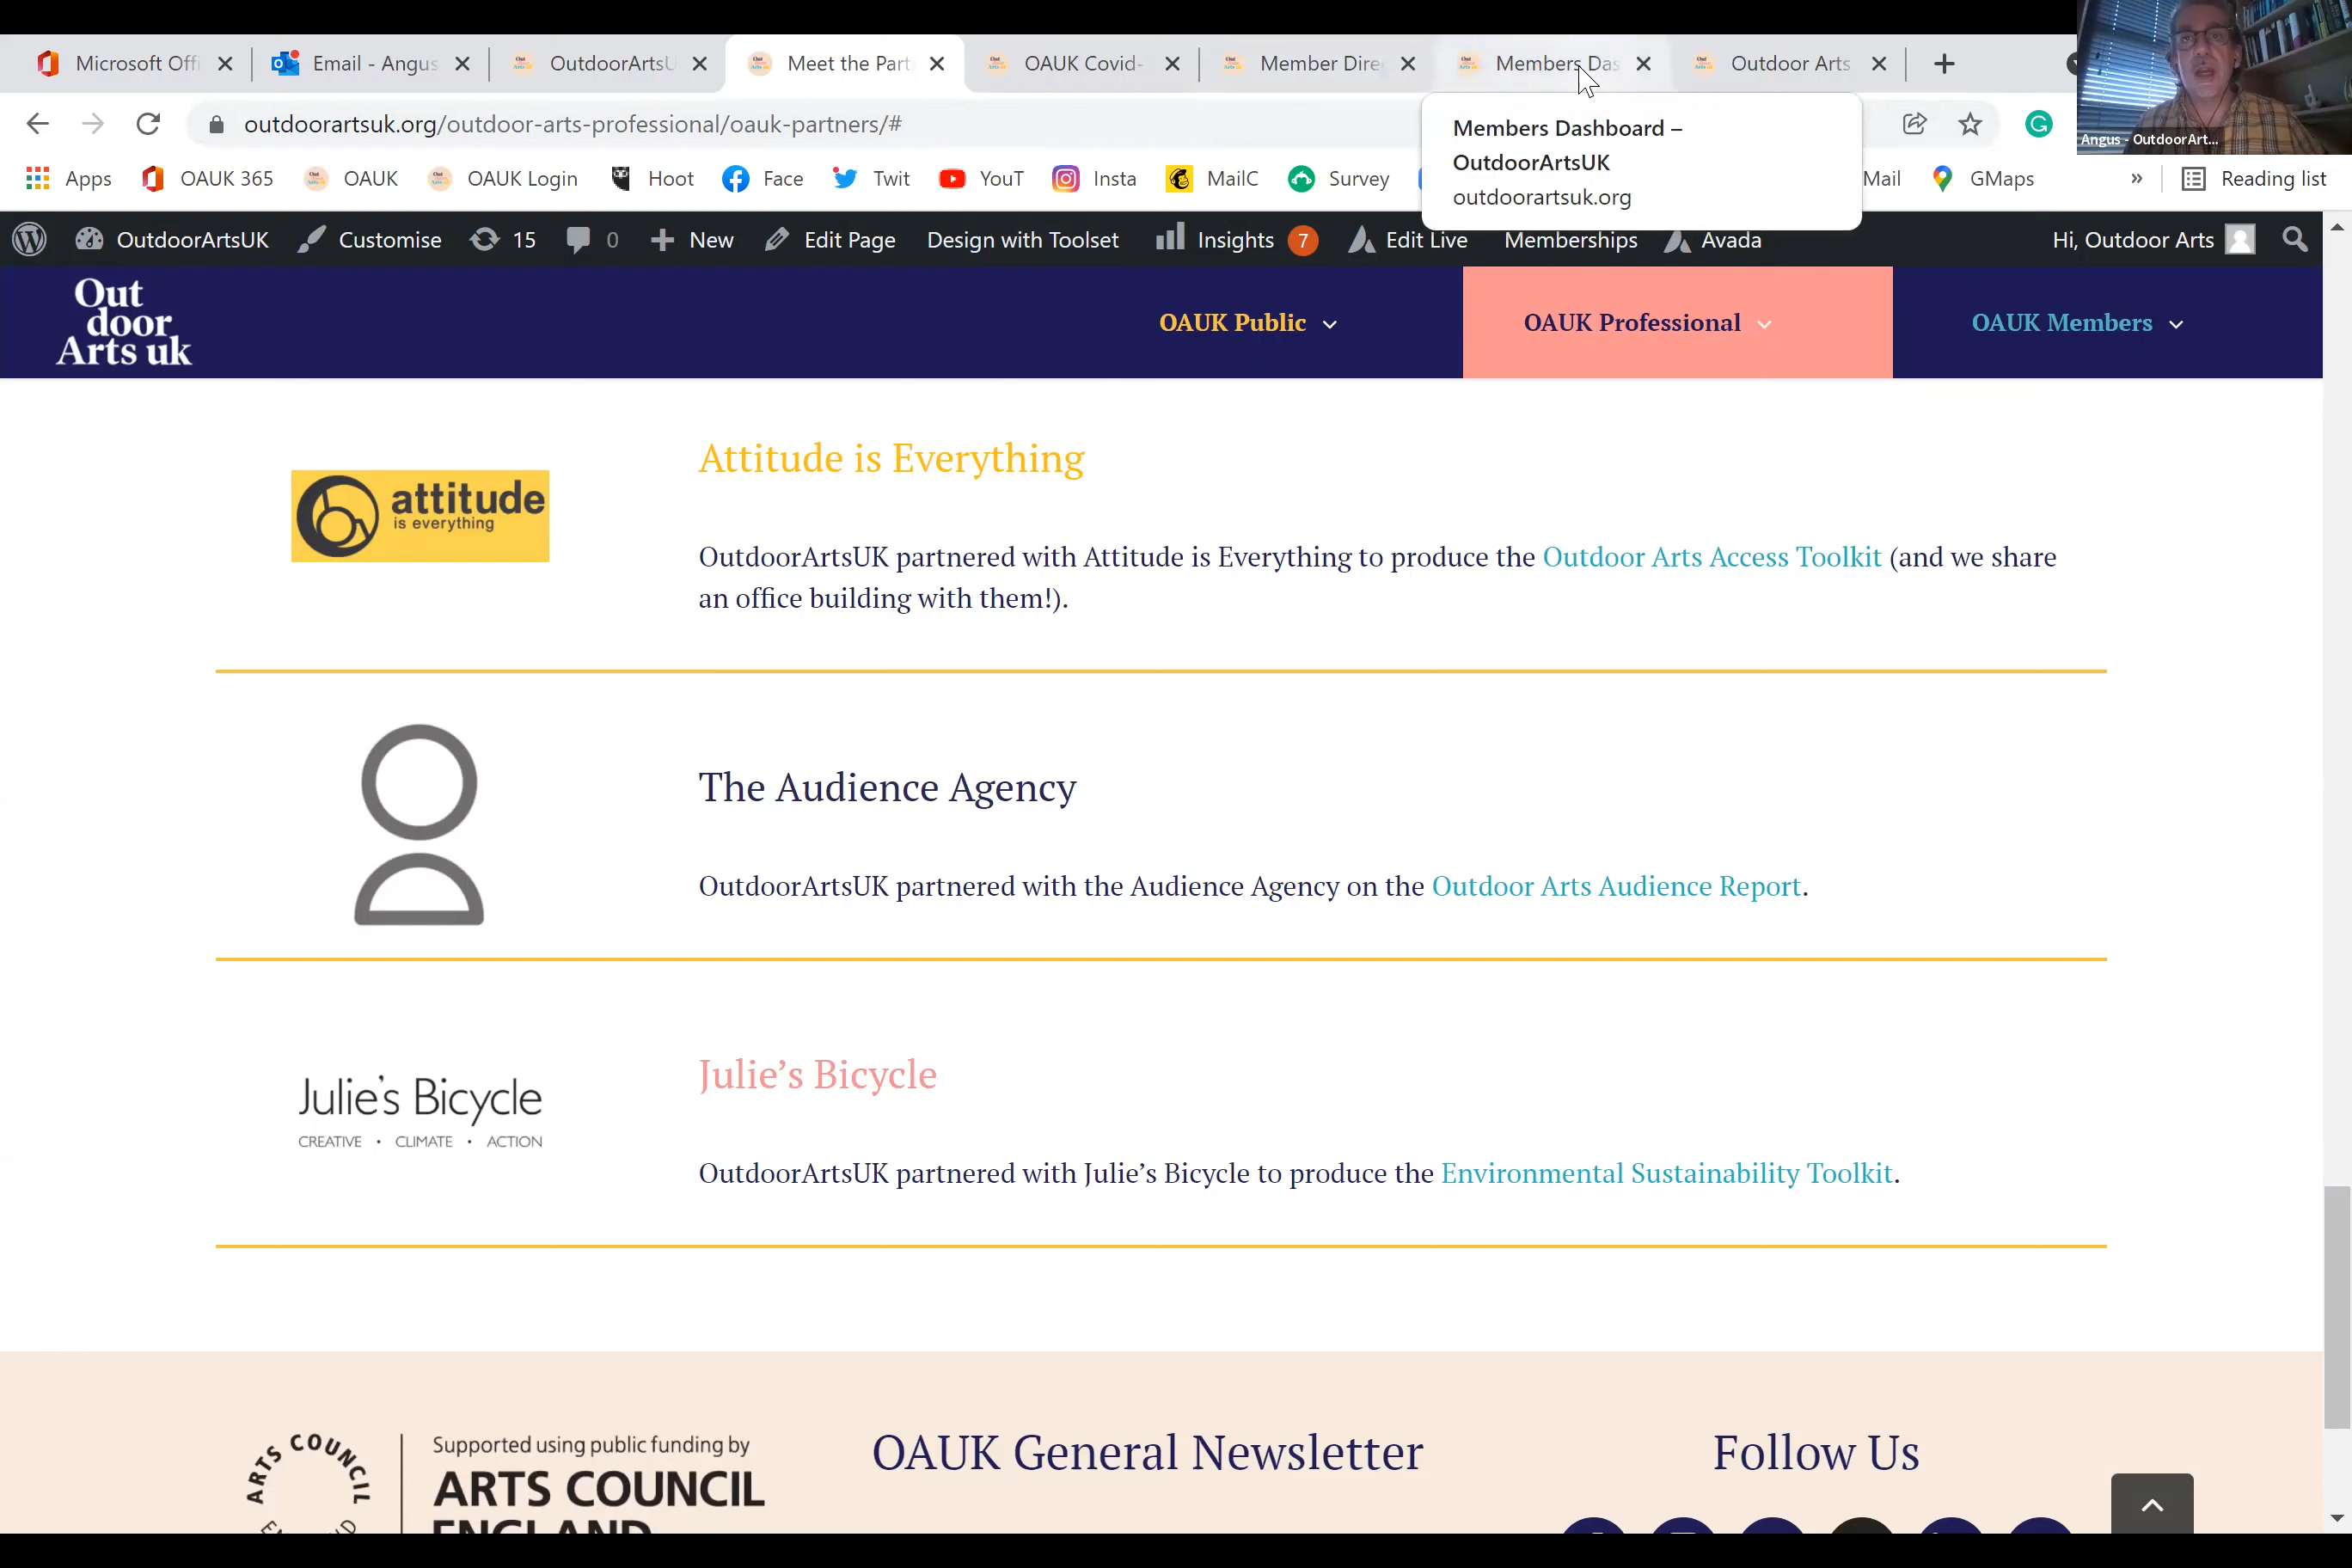 Microsoft Offi
Email - Angus
OutdoorArtsU
Meet the Part
OAUK Covid-
Member Dire
Members Das
Outdoor Arts
outdoorartsuk.org/outdoor-arts-professional/oauk-partners/#
Members Dashboard –
OutdoorArtsUK
outdoorartsuk.org
Angus - OutdoorArt...
Apps
OAUK 365
OAUK
OAUK Login
Hoot
Face
Twit
YouT
Insta
MailC
Survey
Mail
GMaps
»
Reading list
OutdoorArtsUK
Customise
15
0
New
Edit Page
Design with Toolset
Insights 7
Edit Live
Memberships
Avada
Hi, Outdoor Arts
Out
door
Arts uk
OAUK Public
OAUK Professional
OAUK Members
attitude
is everything
Attitude is Everything
OutdoorArtsUK partnered with Attitude is Everything to produce the Outdoor Arts Access Toolkit (and we share
an office building with them!).
The Audience Agency
OutdoorArtsUK partnered with the Audience Agency on the Outdoor Arts Audience Report.
Julie's Bicycle
CREATIVE • CLIMATE • ACTION
Julie’s Bicycle
OutdoorArtsUK partnered with Julie’s Bicycle to produce the Environmental Sustainability Toolkit.
ARTS COUNCIL
Supported using public funding by
ARTS COUNCIL
ENGLAND
OAUK General Newsletter
Follow Us